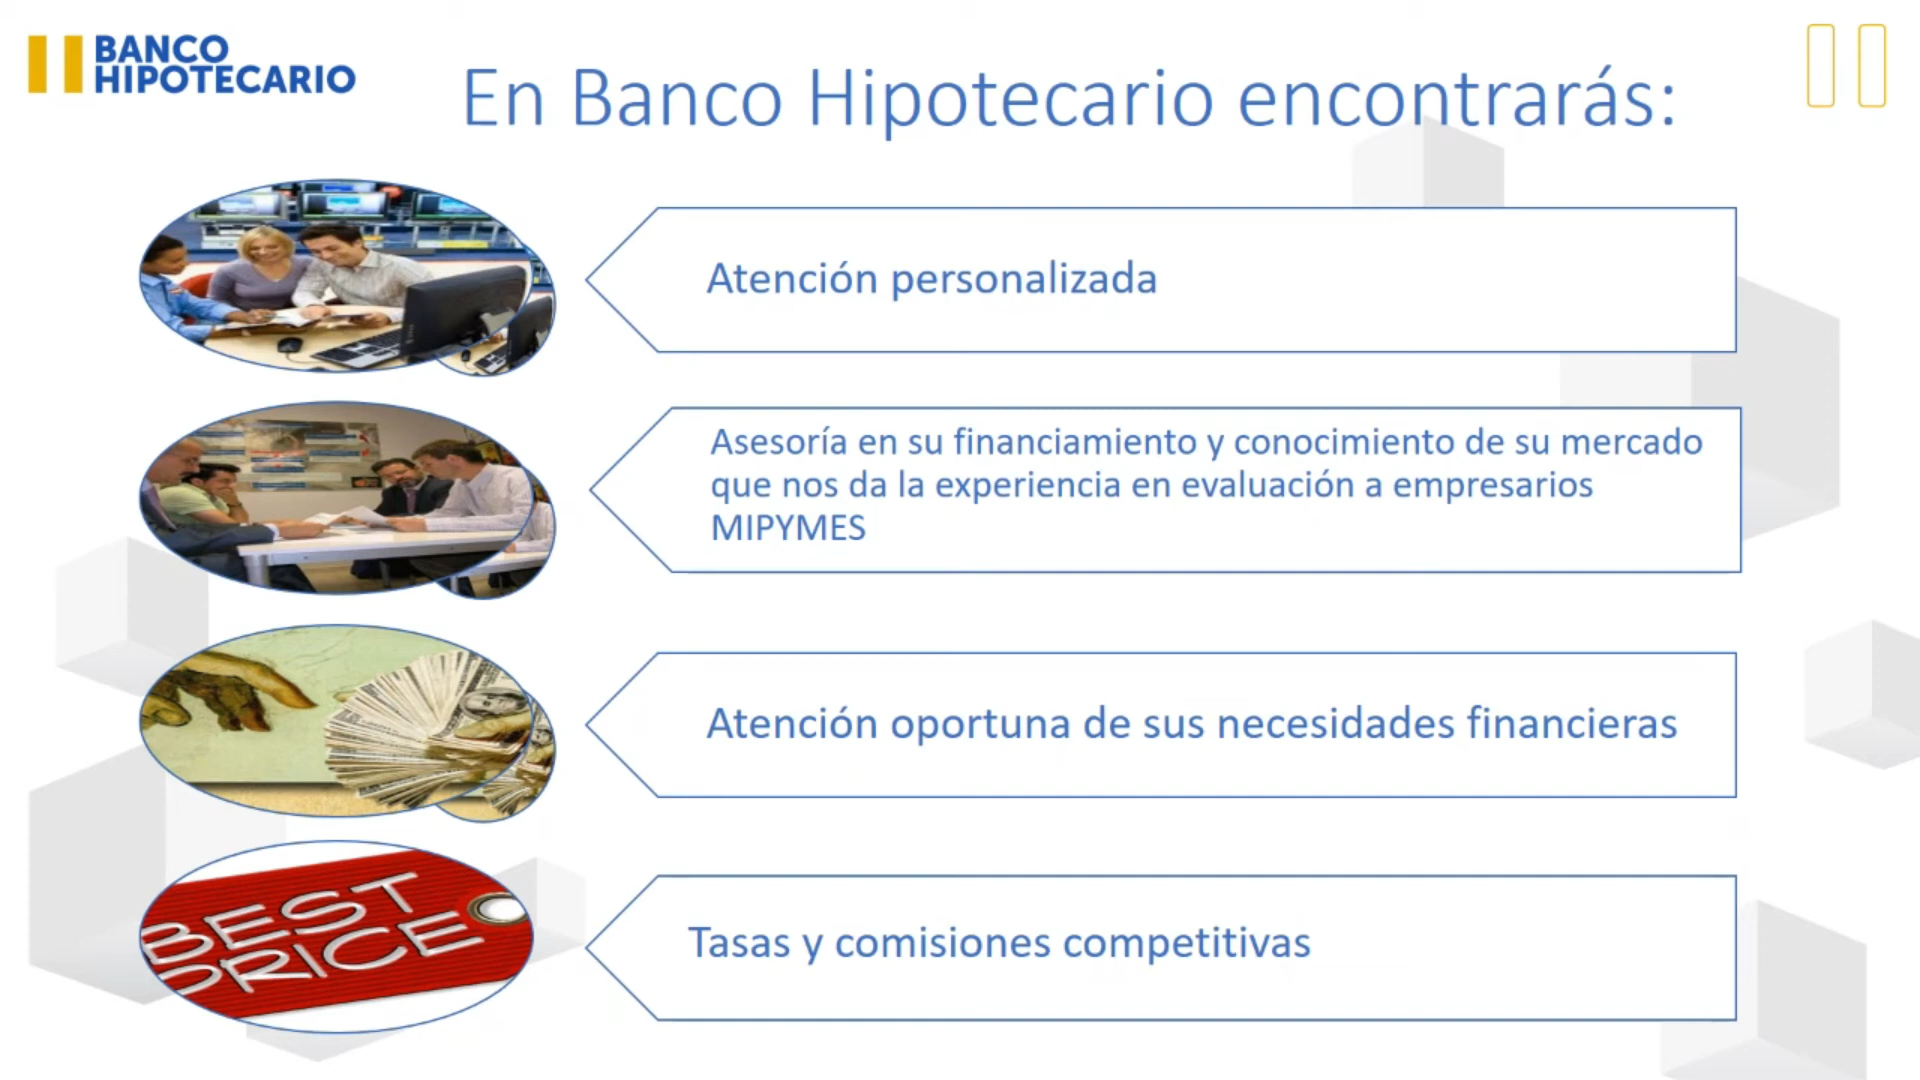 BANCO
HIPOTECARIO
En Banco Hipotecario encontrarás:
Atención personalizada
Asesoría en su financiamiento y conocimiento de su mercado
que nos da la experiencia en evaluación a empresarios
MIPYMES
Atención oportuna de sus necesidades financieras
BEST
PRICE
Tasas y comisiones competitivas